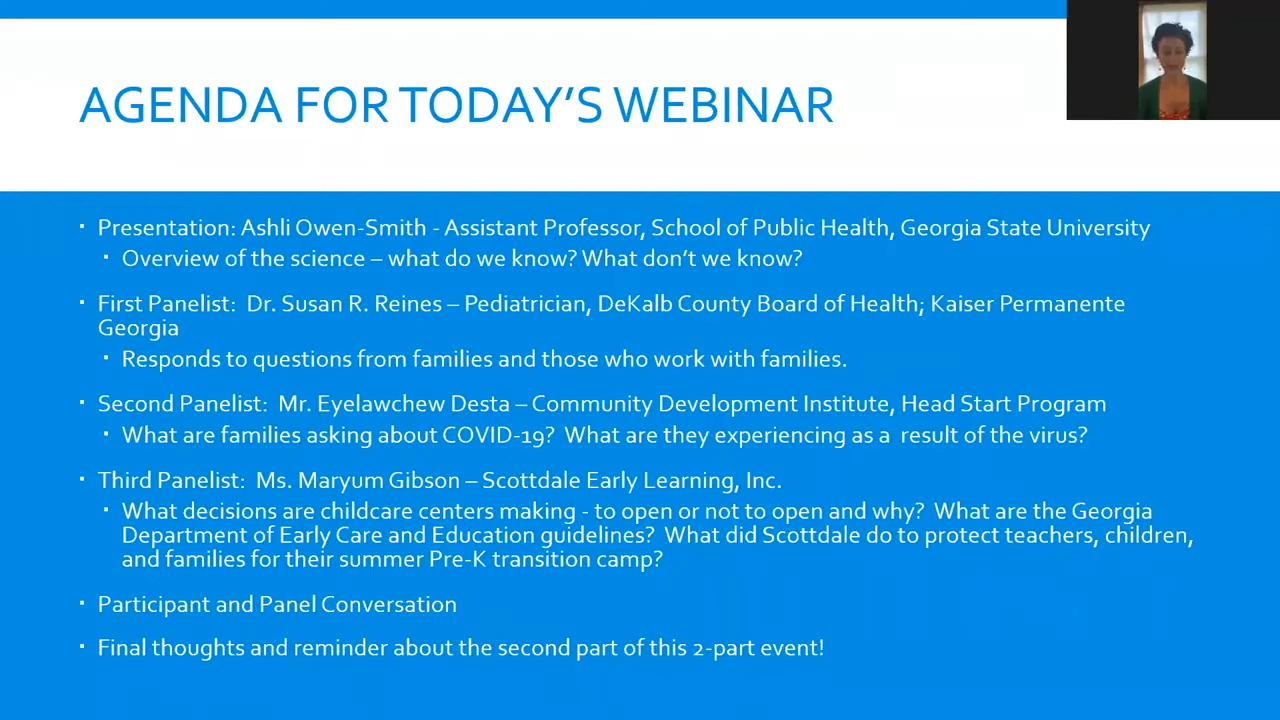 AGENDA FOR TODAY’S WEBINAR
Presentation: Ashli Owen-Smith - Assistant Professor, School of Public Health, Georgia State University
Overview of the science – what do we know? What don’t we know?
First Panelist:  Dr. Susan R. Reines – Pediatrician, DeKalb County Board of Health; Kaiser Permanente
Georgia
Responds to questions from families and those who work with families.
Second Panelist:  Mr. Eyelawchew Desta – Community Development Institute, Head Start Program
What are families asking about COVID-19?  What are they experiencing as a  result of the virus?
Third Panelist:  Ms. Maryum Gibson – Scottdale Early Learning, Inc.
What decisions are childcare centers making - to open or not to open and why?  What are the Georgia
Department of Early Care and Education guidelines?  What did Scottdale do to protect teachers, children,
and families for their summer Pre-K transition camp?
Participant and Panel Conversation
Final thoughts and reminder about the second part of this 2-part event!